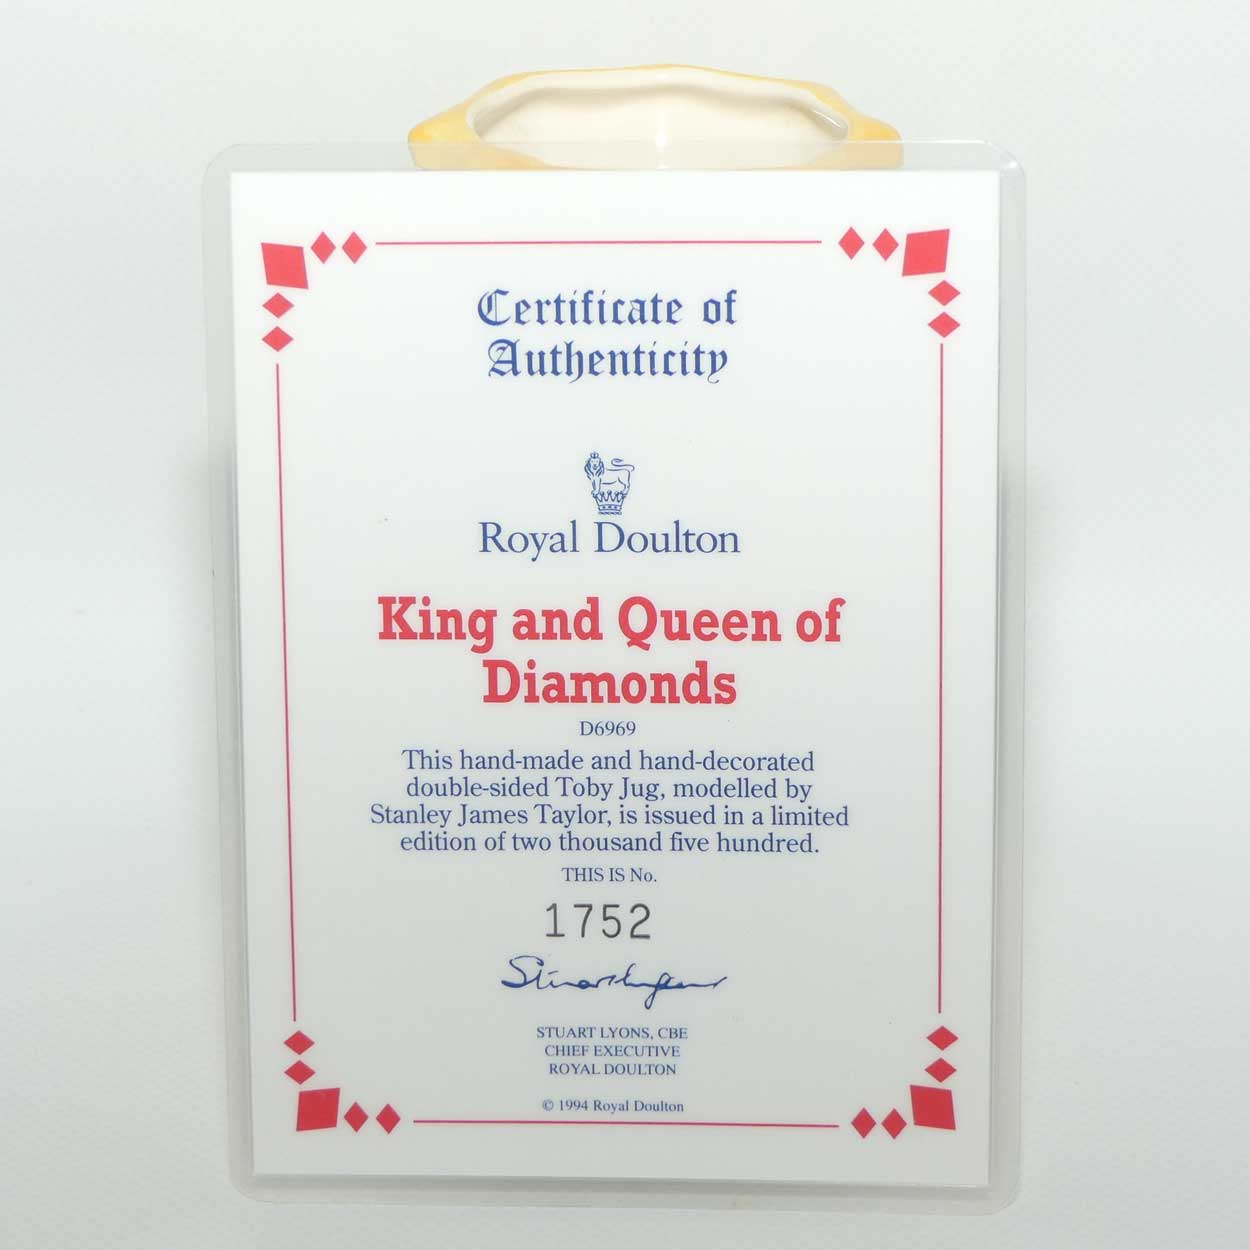 Certificate of
Authenticity
Royal Doulton
King and Queen of
Diamonds
D6969
This hand-made and hand-decorated
double-sided Toby Jug, modelled by
Stanley James Taylor, is issued in a limited
edition of two thousand five hundred.
THIS IS No.
1752
Stuart Lyons
STUART LYONS, CBE
CHIEF EXECUTIVE
ROYAL DOULTON
© 1994 Royal Doulton